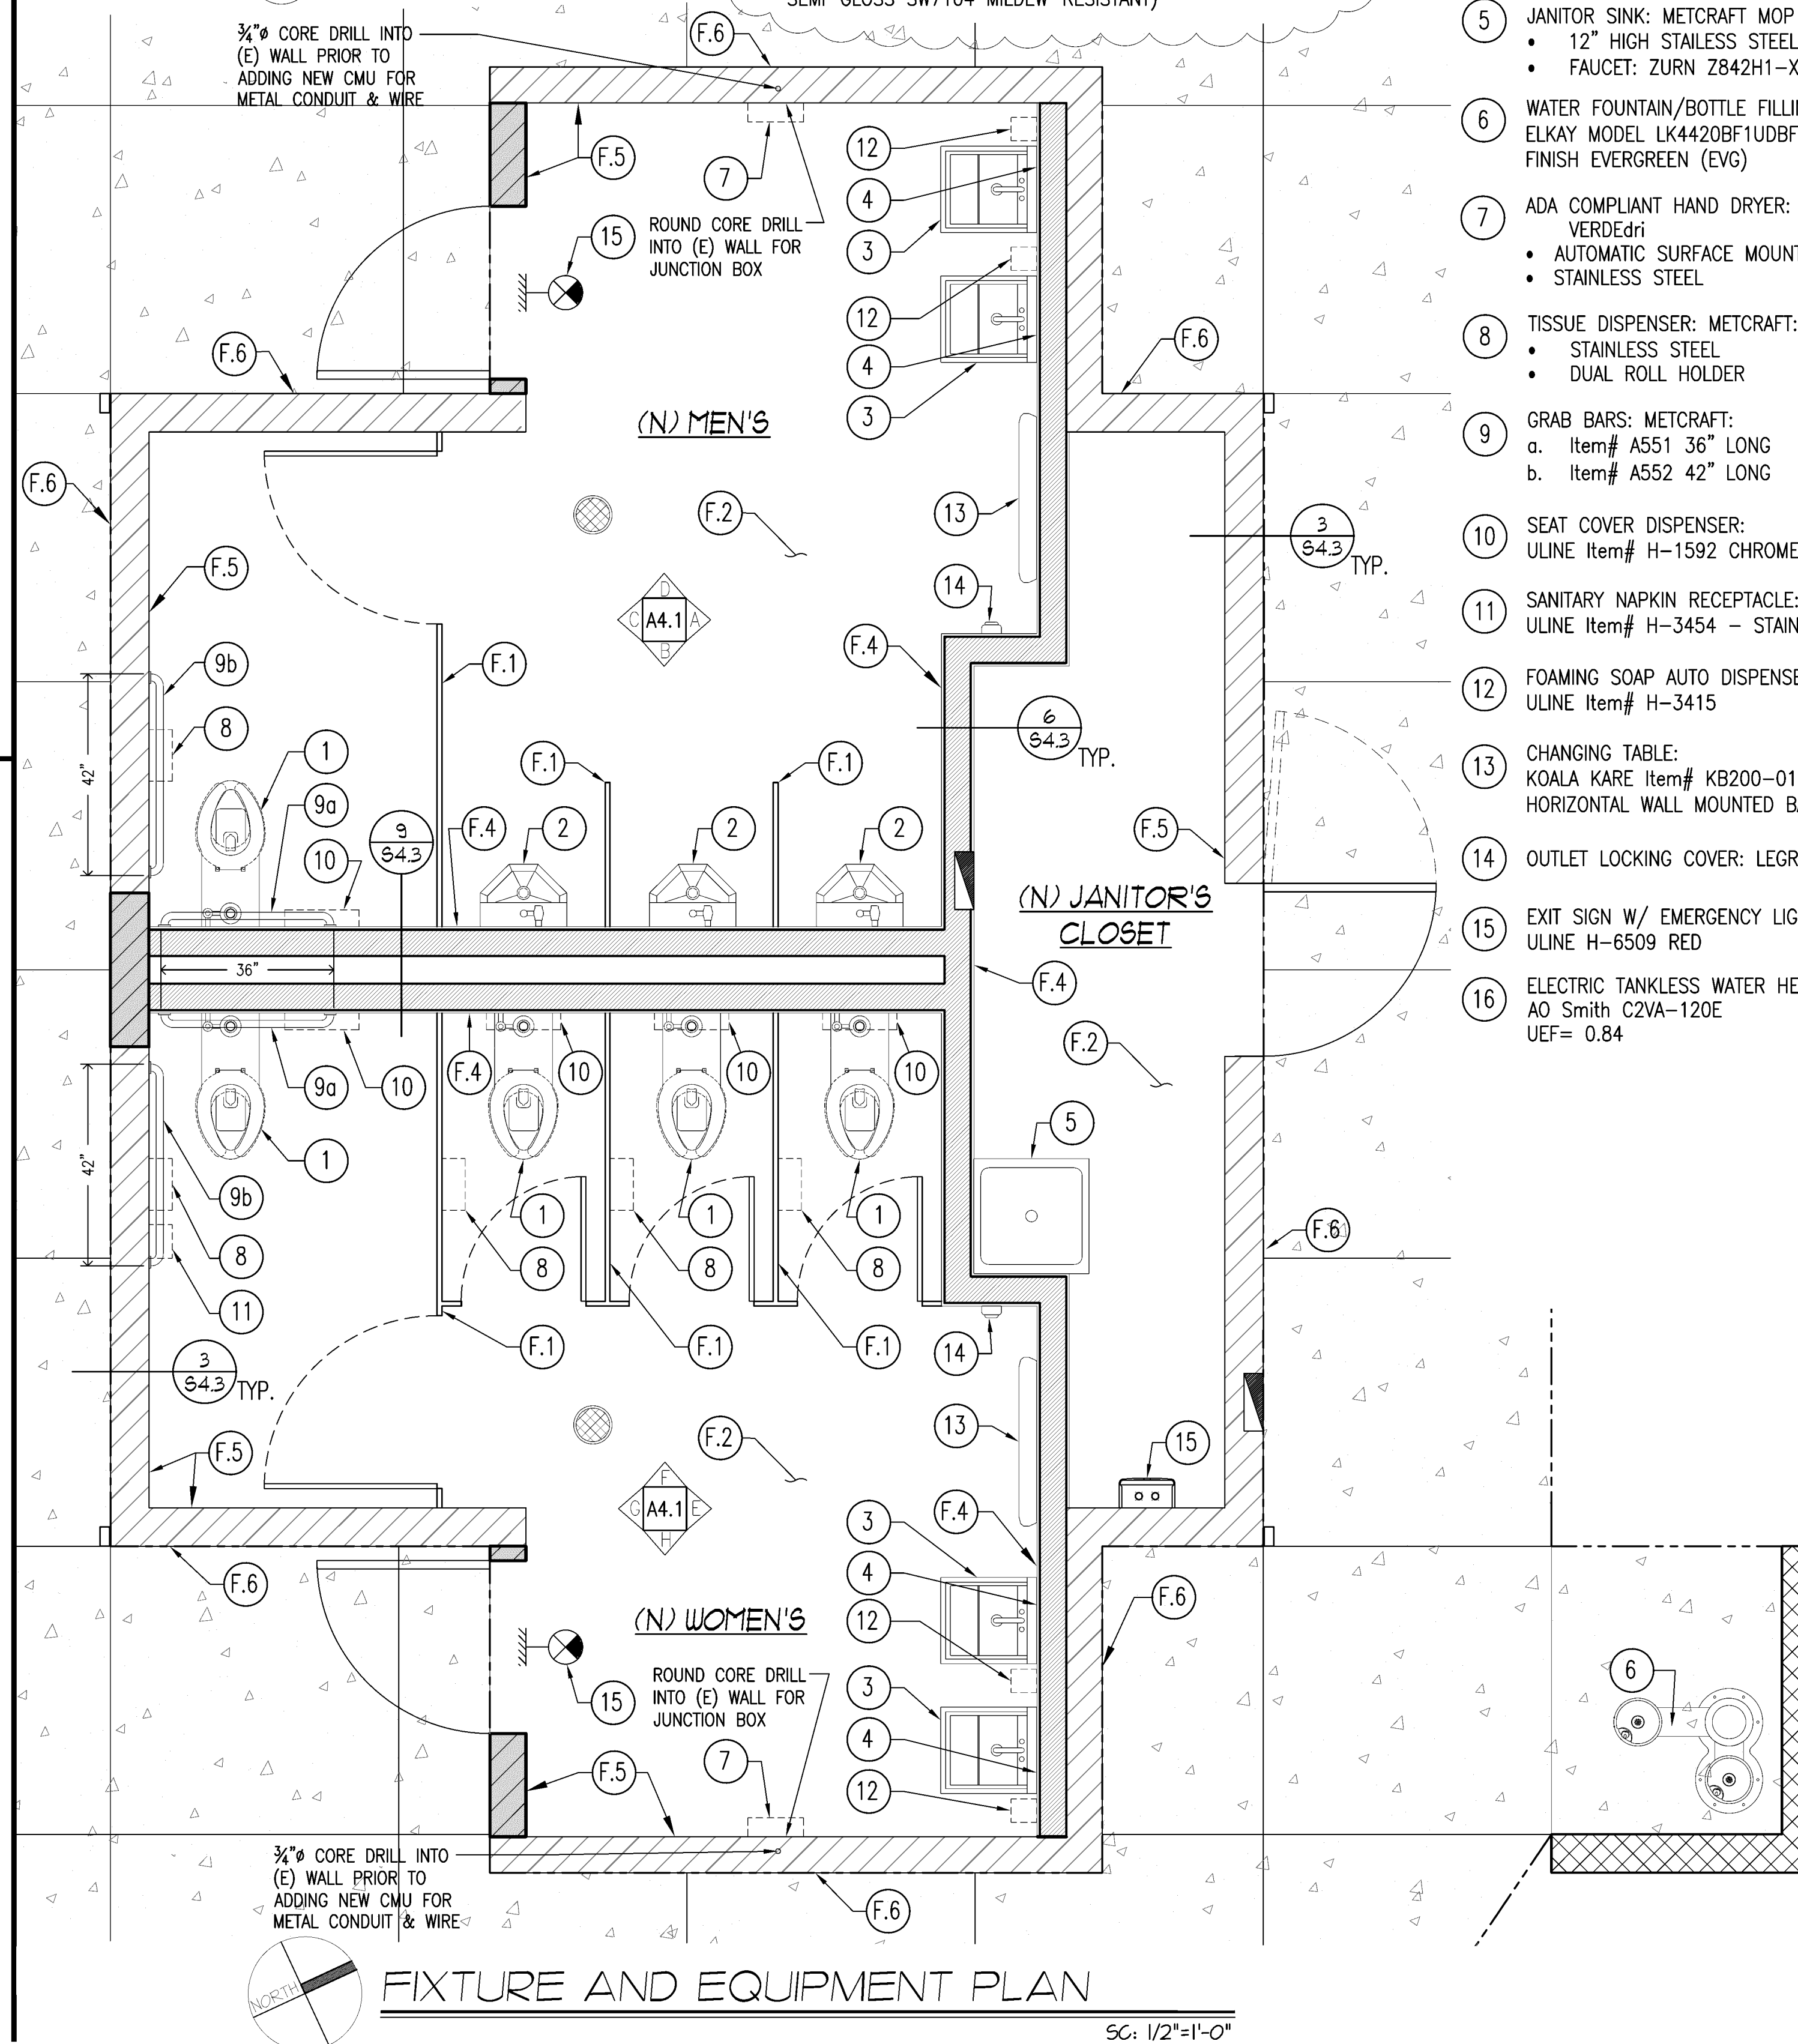 SEMI-GLOSS SW7104 MILDEW RESISTANT)
¾"ø CORE DRILL INTO
(E) WALL PRIOR TO
ADDING NEW CMU FOR
METAL CONDUIT & WIRE
F.6
F.5
7
12
4
3
15
ROUND CORE DRILL
INTO (E) WALL FOR
JUNCTION BOX
12
4
3
F.6
F.6
(N) MEN'S
F.6
F.2
13
3
S4.3
TYP.
F.5
14
D
C
A4.1
A
B
F.1
F.4
9b
8
42"
1
9a
10
9
S4.3
F.4
F.1
F.1
2
2
2
6
S4.3
TYP.
F.5
(N) JANITOR'S
CLOSET
36"
F.4
F.2
9a
10
F.4
10
10
10
1
42"
9b
8
11
1
1
1
8
8
8
5
F.6
F.1
F.1
F.1
14
3
S4.3
TYP.
F.5
F.2
13
15
F
G
A4.1
E
H
F.4
3
4
12
F.6
F.6
(N) WOMEN'S
15
ROUND CORE DRILL
INTO (E) WALL FOR
JUNCTION BOX
3
4
12
7
F.5
6
¾"ø CORE DRILL INTO
(E) WALL PRIOR TO
ADDING NEW CMU FOR
METAL CONDUIT & WIRE
F.6
NORTH
FIXTURE AND EQUIPMENT PLAN
SC: 1/2"=1'-0"
5
JANITOR SINK: METCRAFT MOP
• 12" HIGH STAILESS STEEL
• FAUCET: ZURN Z842H1-X
6
WATER FOUNTAIN/BOTTLE FILLI
ELKAY MODEL LK4420BF1UDBF
FINISH EVERGREEN (EVG)
7
ADA COMPLIANT HAND DRYER:
VERDEdri
• AUTOMATIC SURFACE MOUNT
• STAINLESS STEEL
8
TISSUE DISPENSER: METCRAFT:
• STAINLESS STEEL
• DUAL ROLL HOLDER
9
GRAB BARS: METCRAFT:
a. Item# A551 36" LONG
b. Item# A552 42" LONG
10
SEAT COVER DISPENSER:
ULINE Item# H-1592 CHROME
11
SANITARY NAPKIN RECEPTACLE:
ULINE Item# H-3454 - STAIN
12
FOAMING SOAP AUTO DISPENSE
ULINE Item# H-3415
13
CHANGING TABLE:
KOALA KARE Item# KB200-01
HORIZONTAL WALL MOUNTED BA
14
OUTLET LOCKING COVER: LEGR
15
EXIT SIGN W/ EMERGENCY LIG
ULINE H-6509 RED
16
ELECTRIC TANKLESS WATER HE
AO Smith C2VA-120E
UEF= 0.84